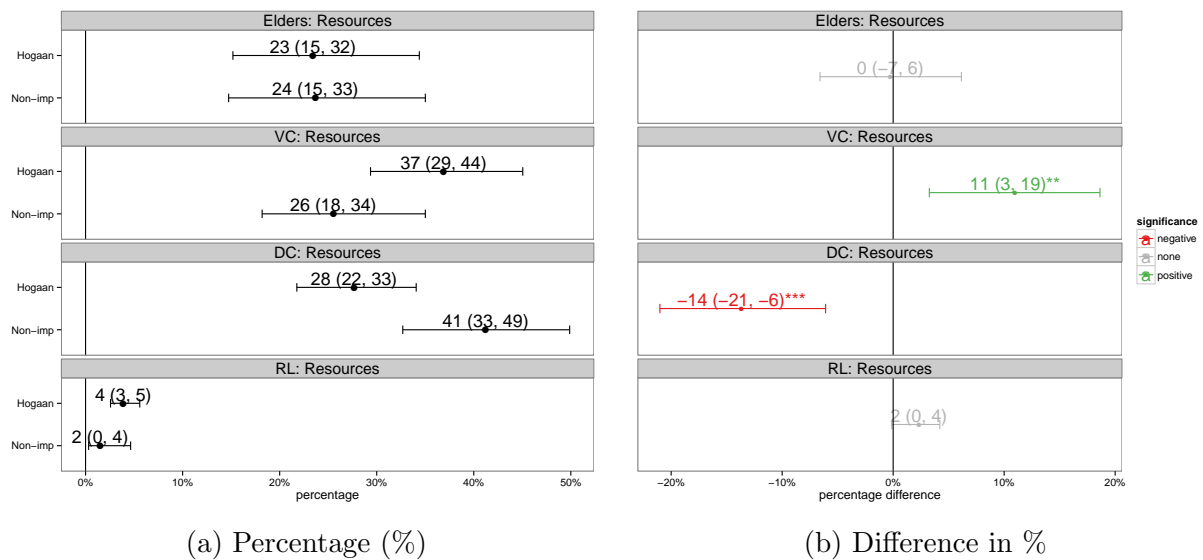 Elders: Resources
Hogaan
23 (15, 32)
Non−imp
24 (15, 33)
VC: Resources
Hogaan
37 (29, 44)
Non−imp
26 (18, 34)
DC: Resources
Hogaan
28 (22, 33)
Non−imp
41 (33, 49)
RL: Resources
Hogaan
4 (3, 5)
Non−imp
2 (0, 4)
0% 10% 20% 30% 40% 50%
percentage
(a) Percentage (%)
Elders: Resources
0 (−7, 6)
VC: Resources
11 (3, 19)**
DC: Resources
−14 (−21, −6)***
RL: Resources
2 (0, 4)
−20% −10% 0% 10% 20%
percentage difference
significance
a negative
a none
a positive
(b) Difference in %